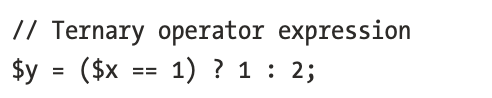 // Ternary operator expression
$y = ($x == 1) ? 1 : 2;